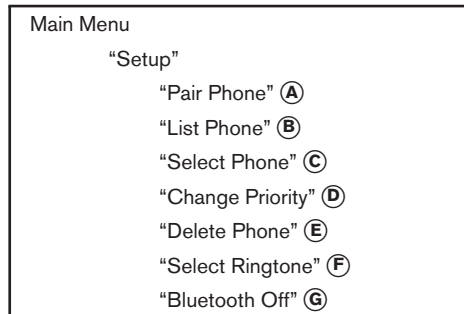 Main Menu
“Setup”
“Pair Phone” Ⓐ
“List Phone” Ⓑ
“Select Phone” Ⓒ
“Change Priority” Ⓓ
“Delete Phone” Ⓔ
“Select Ringtone” Ⓕ
“Bluetooth Off” Ⓖ